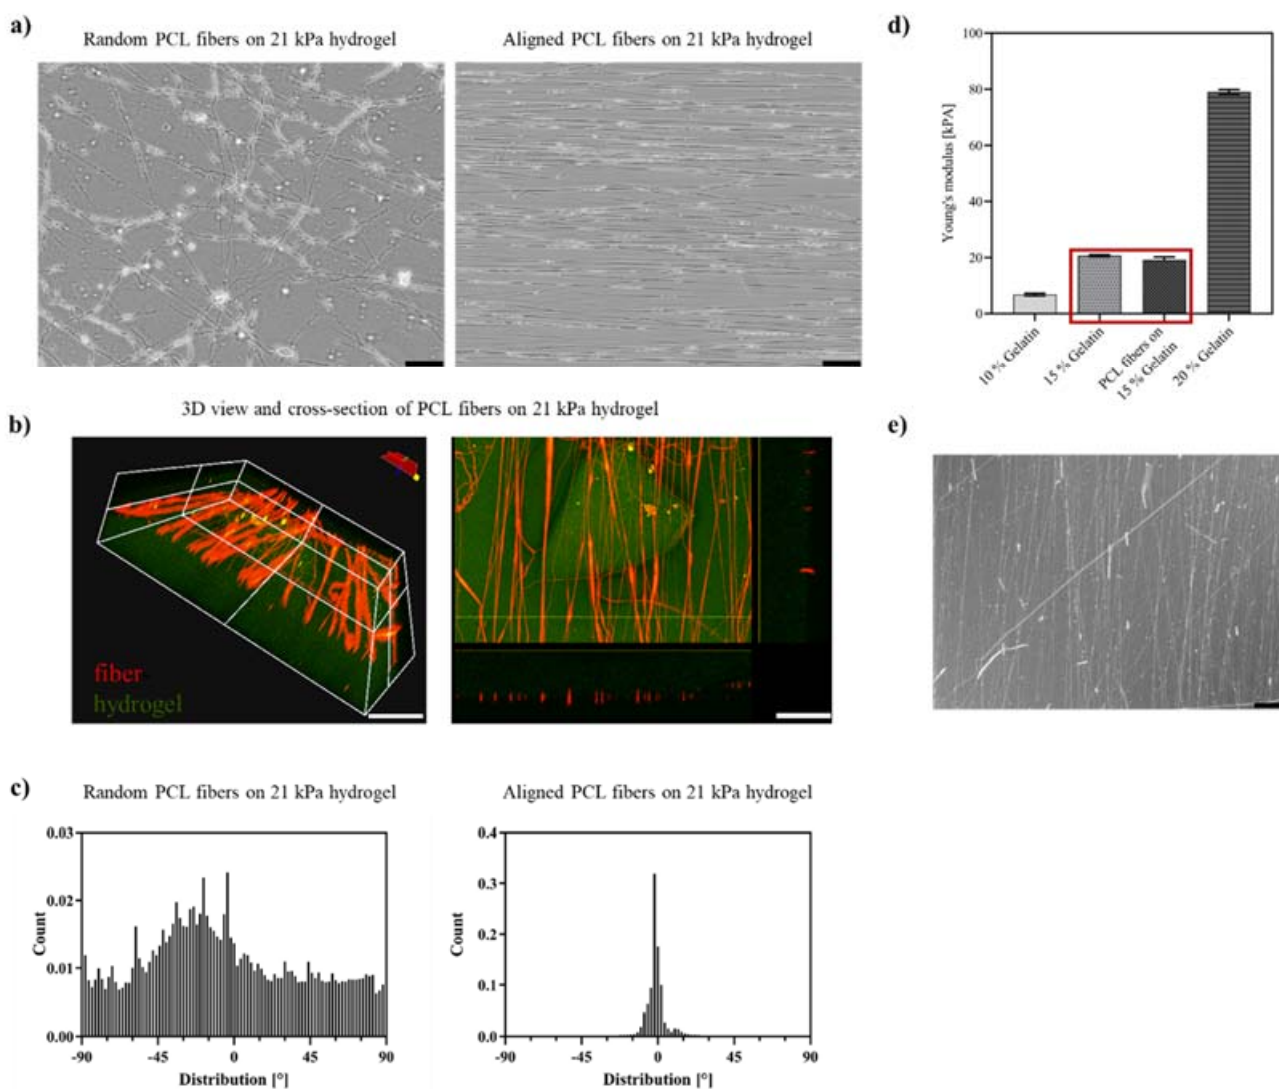 a)
Random PCL fibers on 21 kPa hydrogel
Aligned PCL fibers on 21 kPa hydrogel
d)
100
80
60
40
20
0
Young's modulus [kPA]
10 % Gelatin
15 % Gelatin
PCL fibers on
15 % Gelatin
20 % Gelatin
3D view and cross-section of PCL fibers on 21 kPa hydrogel
b)
fiber
hydrogel
e)
c)
Random PCL fibers on 21 kPa hydrogel
0.03
0.02
0.01
0.00
Count
-90
-45
0
45
90
Distribution [°]
Aligned PCL fibers on 21 kPa hydrogel
0.4
0.3
0.2
0.1
0.0
Count
-90
-45
0
45
90
Distribution [°]